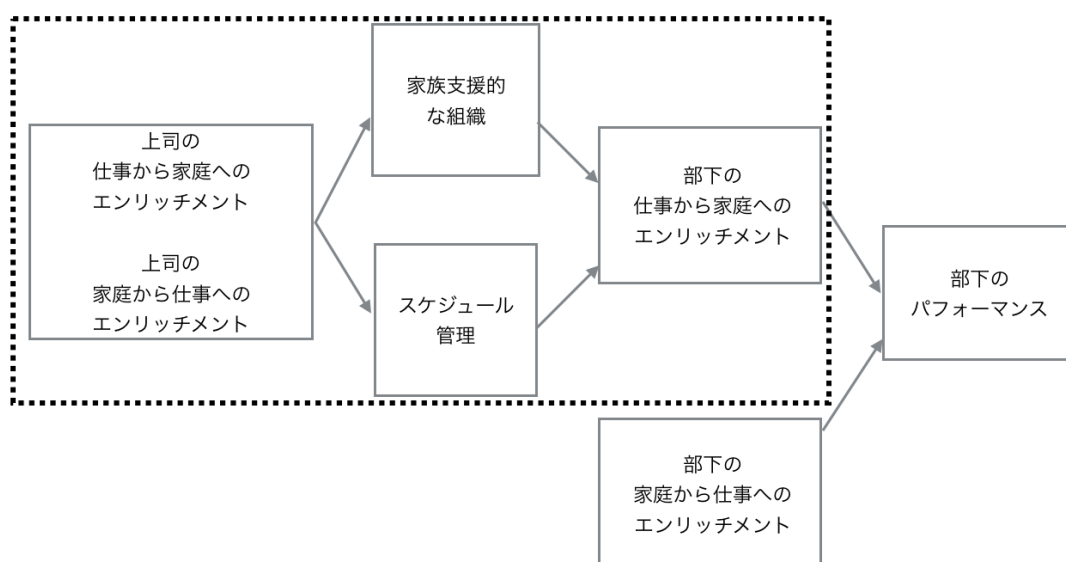 家族支援的
な組織
上司の
仕事から家庭への
エンリッチメント
上司の
家庭から仕事への
エンリッチメント
スケジュール
管理
部下の
仕事から家庭への
エンリッチメント
部下の
パフォーマンス
部下の
家庭から仕事への
エンリッチメント